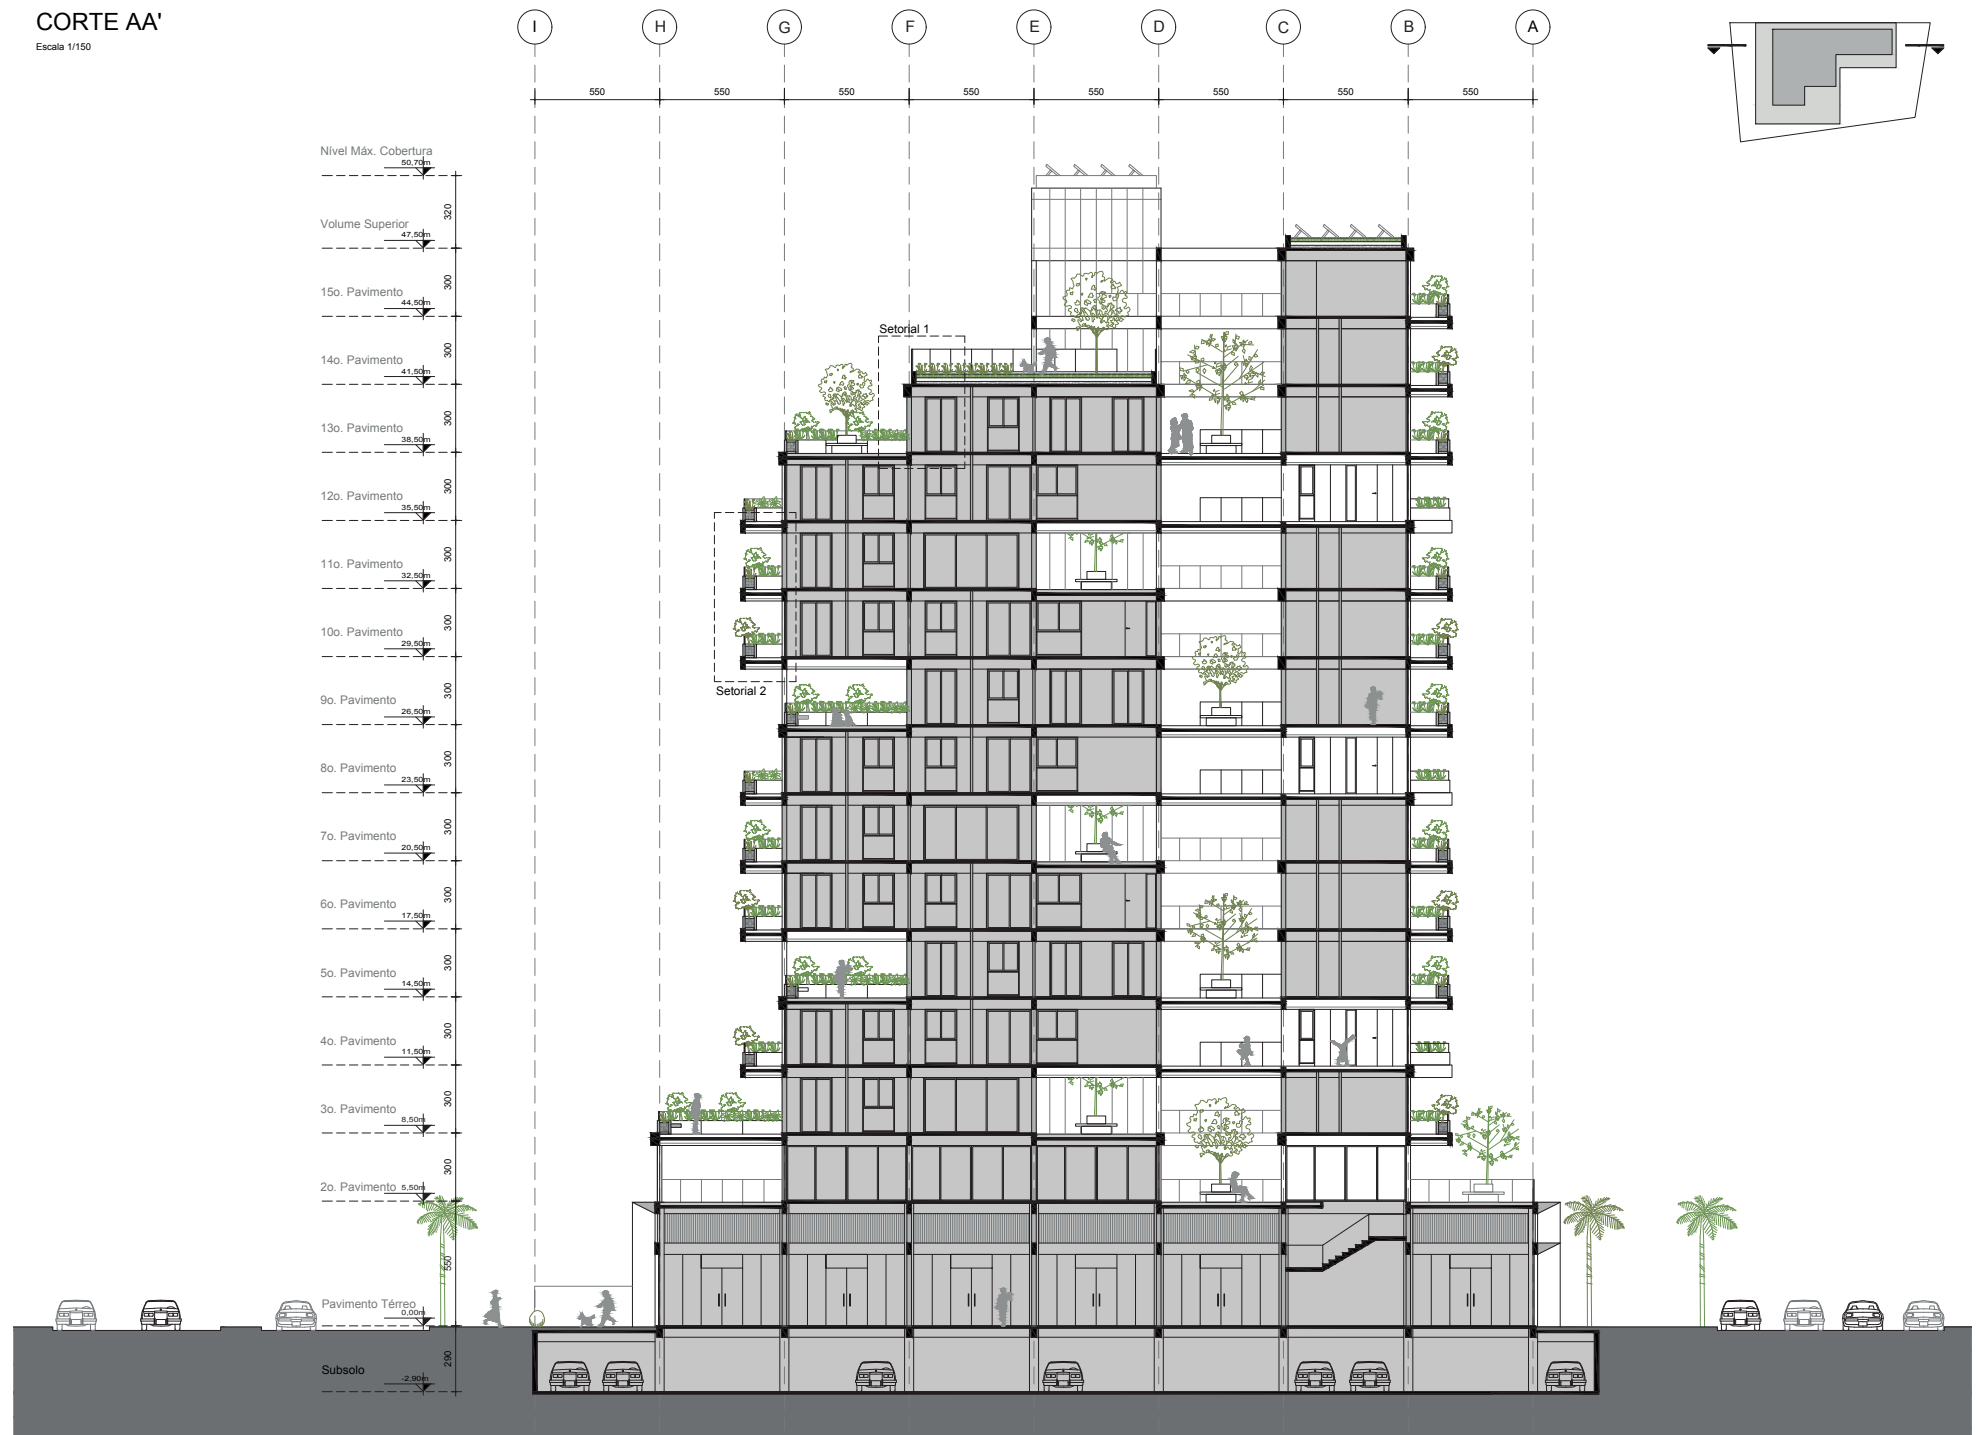 CORTE AA'
Escala 1/150
I H G F E D C B A
550 550 550 550 550 550 550 550
Nível Máx. Cobertura
50,70m
320
Volume Superior
47,50m
300
15o. Pavimento
44,50m
300
Setorial 1
14o. Pavimento
41,50m
300
13o. Pavimento
38,50m
300
12o. Pavimento
35,50m
300
11o. Pavimento
32,50m
300
10o. Pavimento
29,50m
300
Setorial 2
9o. Pavimento
26,50m
300
8o. Pavimento
23,50m
300
7o. Pavimento
20,50m
300
6o. Pavimento
17,50m
300
5o. Pavimento
14,50m
300
4o. Pavimento
11,50m
300
3o. Pavimento
8,50m
300
2o. Pavimento 5,50m
550
Pavimento Térreo
0,00m
290
Subsolo
-2,90m